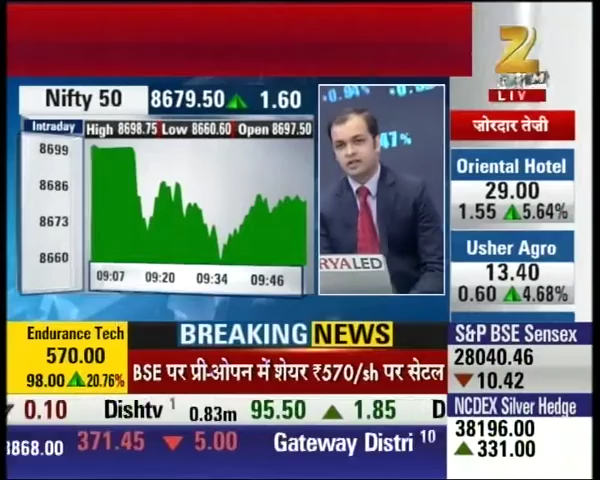 LIVE
Nifty 50 8679.50 1.60
Intraday High 8698.75 Low 8660.60 Open 8697.50
8699
8686
8673
8660
09:07 09:20 09:34 09:46
47%
RYALED
ज़ोरदार तेजी
Oriental Hotel
29.00
1.55 5.64%
Usher Agro
13.40
0.60 4.68%
Endurance Tech
570.00
98.00 20.76%
BREAKING NEWS
BSE पर प्री-ओपन में शेयर ₹570/sh पर सेटल
S&P BSE Sensex
28040.46
10.42
NCDEX Silver Hedge
38196.00
331.00
0.10 Dishtv 1 0.83m 95.50 1.85 D
3868.00 371.45 5.00 Gateway Distri 10